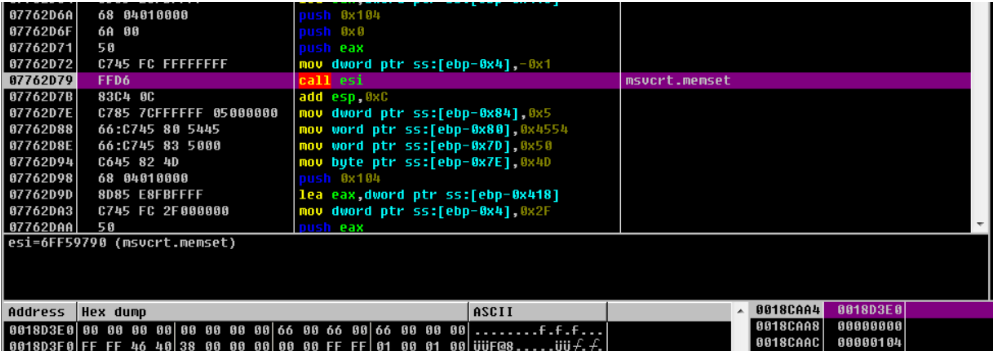 07762D6A 68 04010000 push 0x104
07762D6F 6A 00 push 0x0
07762D71 50 push eax
07762D72 C745 FC FFFFFFFF mov dword ptr ss:[ebp-0x4],-0x1
07762D79 FFD6 call esi msvcrt.memset
07762D7B 83C4 0C add esp,0xC
07762D7E C785 7CFFFFFF 05000000 mov dword ptr ss:[ebp-0x84],0x5
07762D88 66:C745 80 5445 mov word ptr ss:[ebp-0x80],0x4554
07762D8E 66:C745 83 5000 mov word ptr ss:[ebp-0x7D],0x50
07762D94 C645 82 4D mov byte ptr ss:[ebp-0x7E],0x4D
07762D98 68 04010000 push 0x104
07762D9D 8D85 E8FBFFFF lea eax,dword ptr ss:[ebp-0x418]
07762DA3 C745 FC 2F000000 mov dword ptr ss:[ebp-0x4],0x2F
07762DAA 50 push eax
esi=6FF59790 (msvcrt.memset)
Address Hex dump ASCII 0018CAA4 0018D3E0
0018D3E0 00 00 00 00 00 00 00 00 66 00 66 00 66 00 00 00 ........f.f.f... 0018CAA8 00000000
0018D3F0 FF FF 46 40 38 00 00 00 00 00 FF FF 01 00 01 00 0018CAAC 00000104